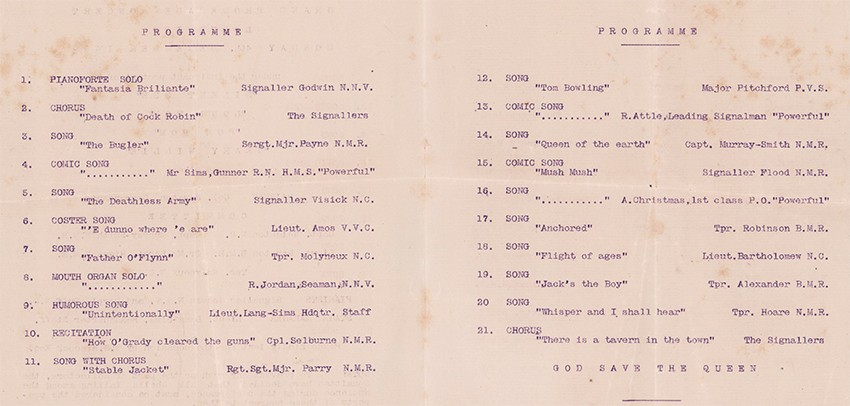 PROGRAMME
1. PIANOFORTE SOLO
"Fantasia Briliante" Signaller Godwin N.N.V.
2. CHORUS
"Death of Cock Robin" The Signallers
3. SONG
"The Bugler" Sergt.Mjr.Payne N.M.R.
4. COMIC SONG
"..........." Mr Sims,Gunner R.N. H.M.S."Powerful"
5. SONG
"The Deathless Army" Signaller Visick N.C.
6. COSTER SONG
"'E dunno where 'e are" Lieut. Amos V.V.C.
7. SONG
"Father O'Flynn" Tpr. Molyneux N.C.
8. MOUTH ORGAN SOLO
"............" R.Jordan,Seaman,N.N.V.
9. HUMOROUS SONG
"Unintentionally" Lieut.Lang-Sims Hdqtr. Staff
10. RECITATION
"How O'Grady cleared the guns" Cpl.Selburne N.M.R.
11. SONG WITH CHORUS
"Stable Jacket" Rgt.Sgt.Mjr. Parry N.M.R.
PROGRAMME
12. SONG
"Tom Bowling" Major Pitchford P.V.S.
13. COMIC SONG
"..........." R.Attle,Leading Signalman "Powerful"
14. SONG
"Queen of the earth" Capt. Murray-Smith N.M.R.
15. COMIC SONG
"Mush Mush" Signaller Flood N.M.R.
16. SONG
"..........." A.Christmas,1st class P.O."Powerful"
17. SONG
"Anchored" Tpr. Robinson B.M.R.
18. SONG
"Flight of ages" Lieut.Bartholomew N.C.
19. SONG
"Jack's the Boy" Tpr. Alexander B.M.R.
20 SONG
"Whisper and I shall hear" Tpr. Hoare N.M.R.
21. CHORUS
"There is a tavern in the town" The Signallers
GOD SAVE THE QUEEN